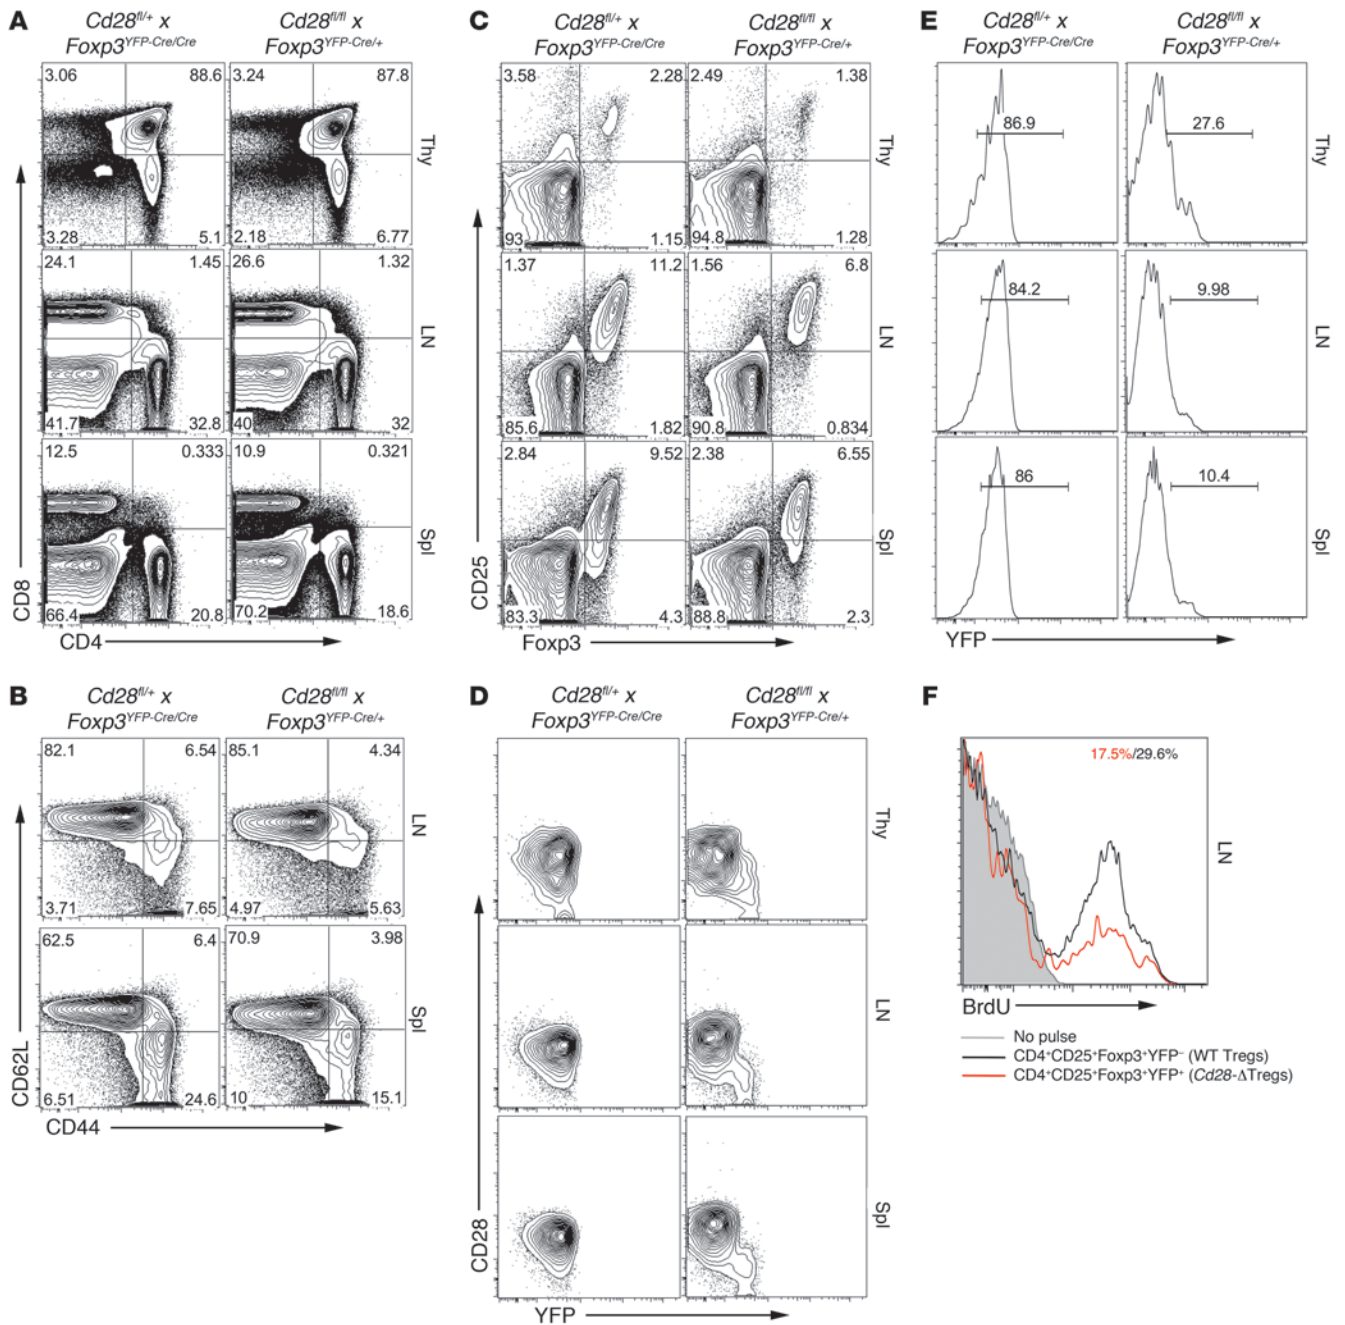 A
Cd28fl/+ x
Foxp3YFP-Cre/Cre
Cd28fl/fl x
Foxp3YFP-Cre/+
3.06
88.6
3.24
87.8
Thy
3.28
5.1
2.18
6.77
24.1
1.45
26.6
1.32
LN
41.7
32.8
40
32
12.5
0.333
10.9
0.321
Spl
66.4
20.8
70.2
18.6
CD8
CD4
B
Cd28fl/+ x
Foxp3YFP-Cre/Cre
Cd28fl/fl x
Foxp3YFP-Cre/+
82.1
6.54
85.1
4.34
LN
3.71
7.65
4.97
5.63
62.5
6.4
70.9
3.98
Spl
6.51
24.6
10
15.1
CD62L
CD44
C
Cd28fl/+ x
Foxp3YFP-Cre/Cre
Cd28fl/fl x
Foxp3YFP-Cre/+
3.58
2.28
2.49
1.38
Thy
93
1.15
94.8
1.28
1.37
11.2
1.56
6.8
LN
85.6
1.82
90.8
0.834
2.84
9.52
2.38
6.55
Spl
83.3
4.3
88.8
2.3
CD25
Foxp3
D
Cd28fl/+ x
Foxp3YFP-Cre/Cre
Cd28fl/fl x
Foxp3YFP-Cre/+
Thy
LN
Spl
CD28
YFP
E
Cd28fl/+ x
Foxp3YFP-Cre/Cre
Cd28fl/fl x
Foxp3YFP-Cre/+
86.9
27.6
Thy
84.2
9.98
LN
86
10.4
Spl
YFP
F
17.5%/29.6%
LN
BrdU
No pulse
CD4+CD25+Foxp3+YFP− (WT Tregs)
CD4+CD25+Foxp3+YFP+ (Cd28-ΔTregs)